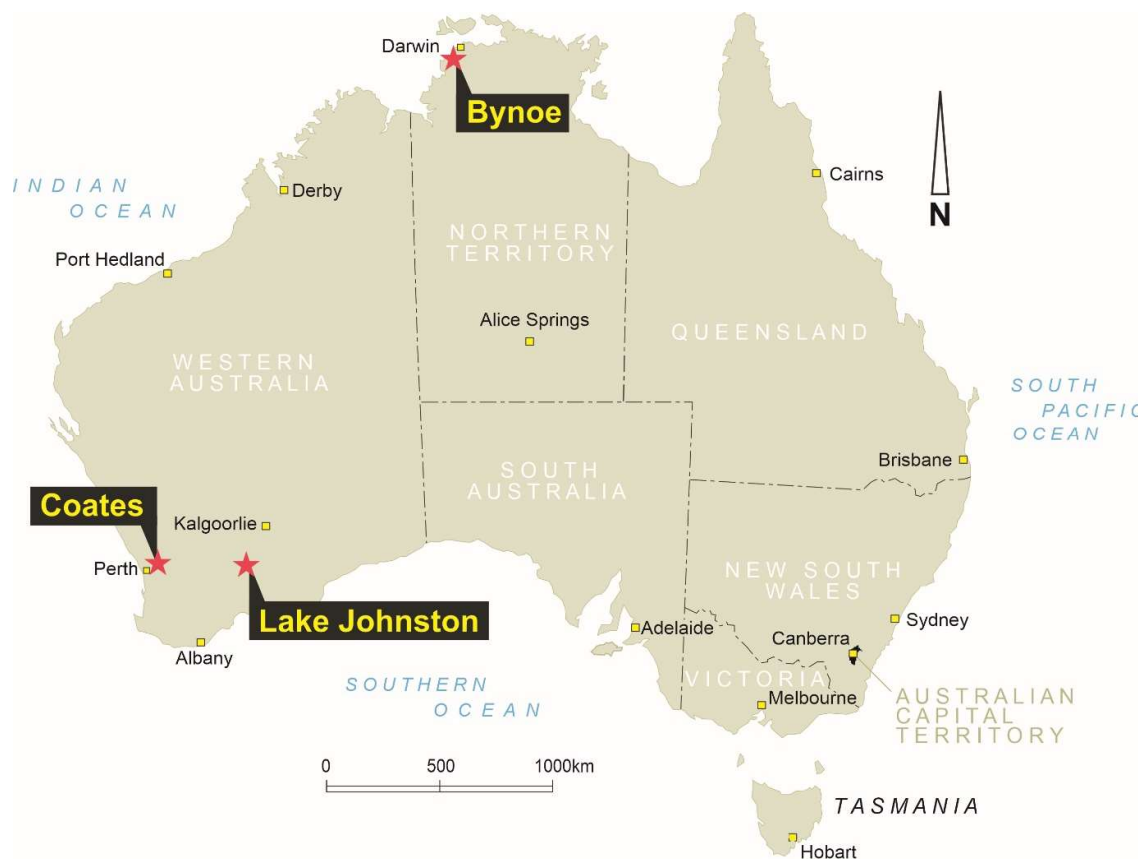 Darwin
Bynoe
Cairns
INDIAN
OCEAN
Derby
N
NORTHERN
TERRITORY
Port Hedland
Alice Springs
QUEENSLAND
WESTERN
AUSTRALIA
SOUTH
PACIFIC
OCEAN
Brisbane
SOUTH
AUSTRALIA
Coates
Kalgoorlie
Perth
NEW SOUTH
WALES
Lake Johnston
Sydney
Adelaide
Canberra
Albany
VICTORIA
SOUTHERN
OCEAN
Melbourne
AUSTRALIAN
CAPITAL
TERRITORY
0 500 1000km
TASMANIA
Hobart